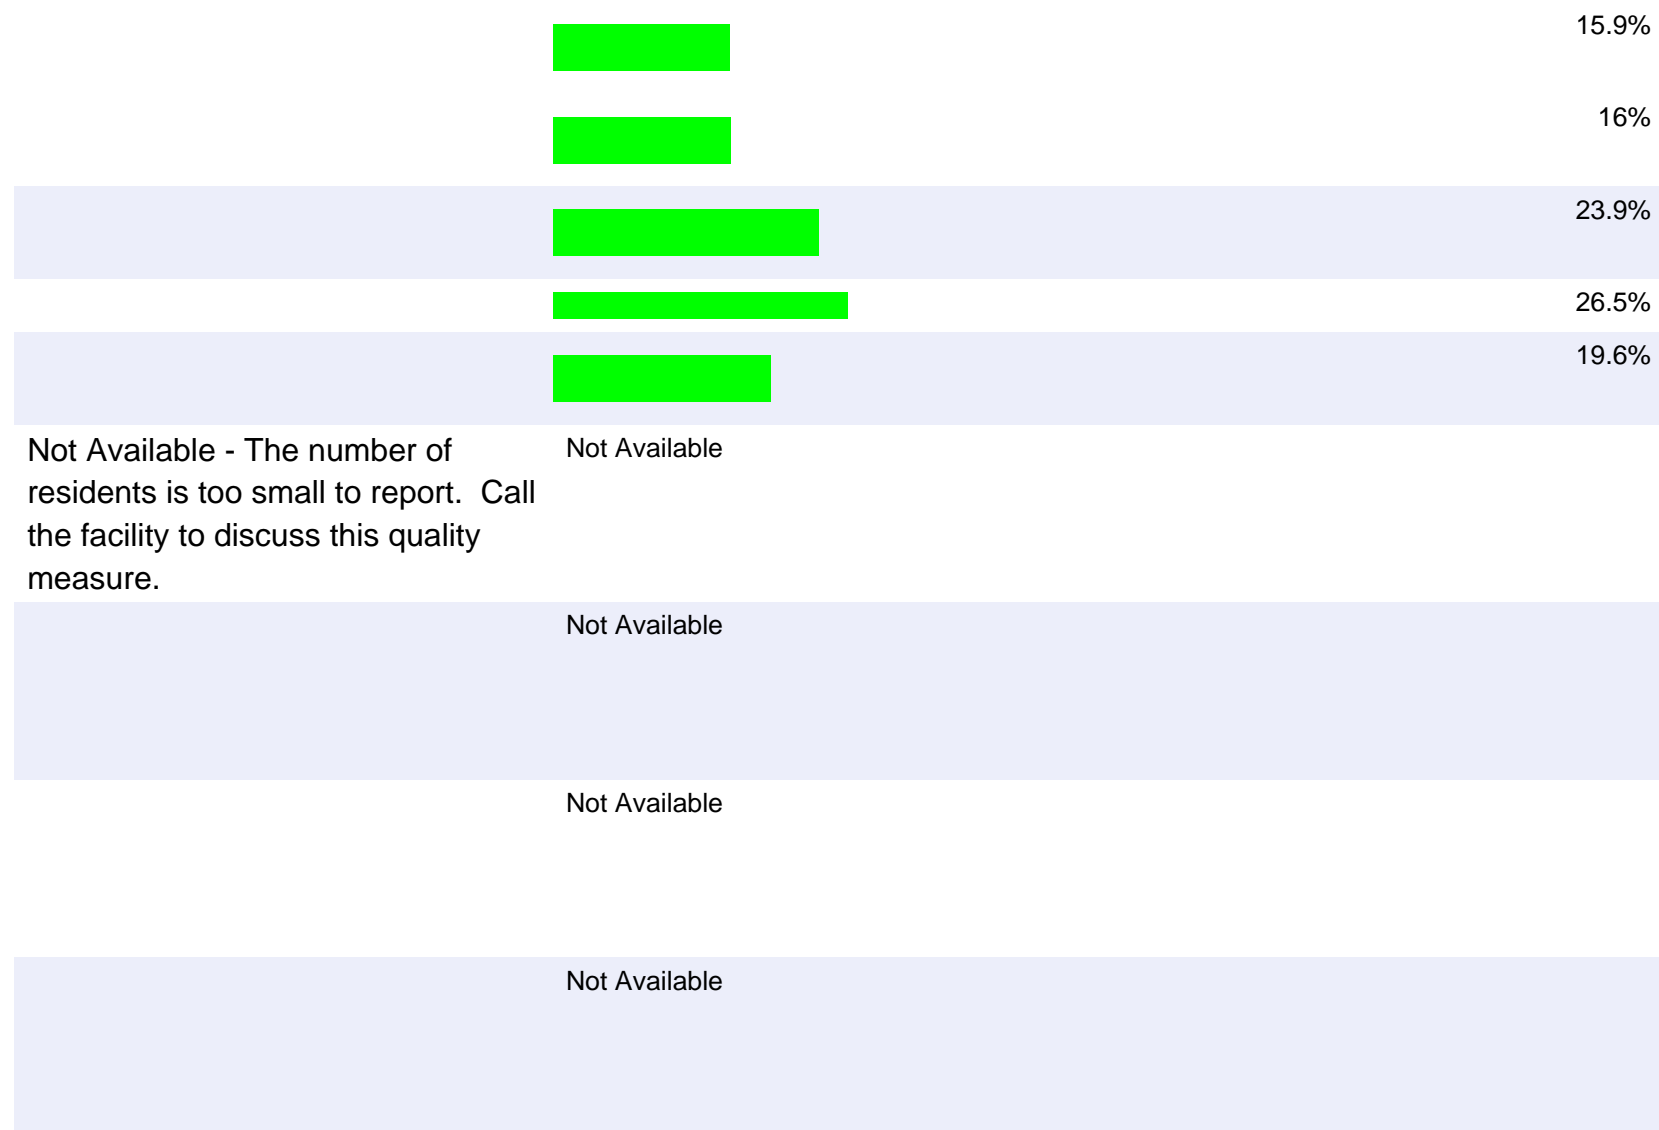 15.9%
16%
23.9%
26.5%
19.6%
Not Available - The number of
residents is too small to report.  Call
the facility to discuss this quality
measure.
Not Available
Not Available
Not Available
Not Available